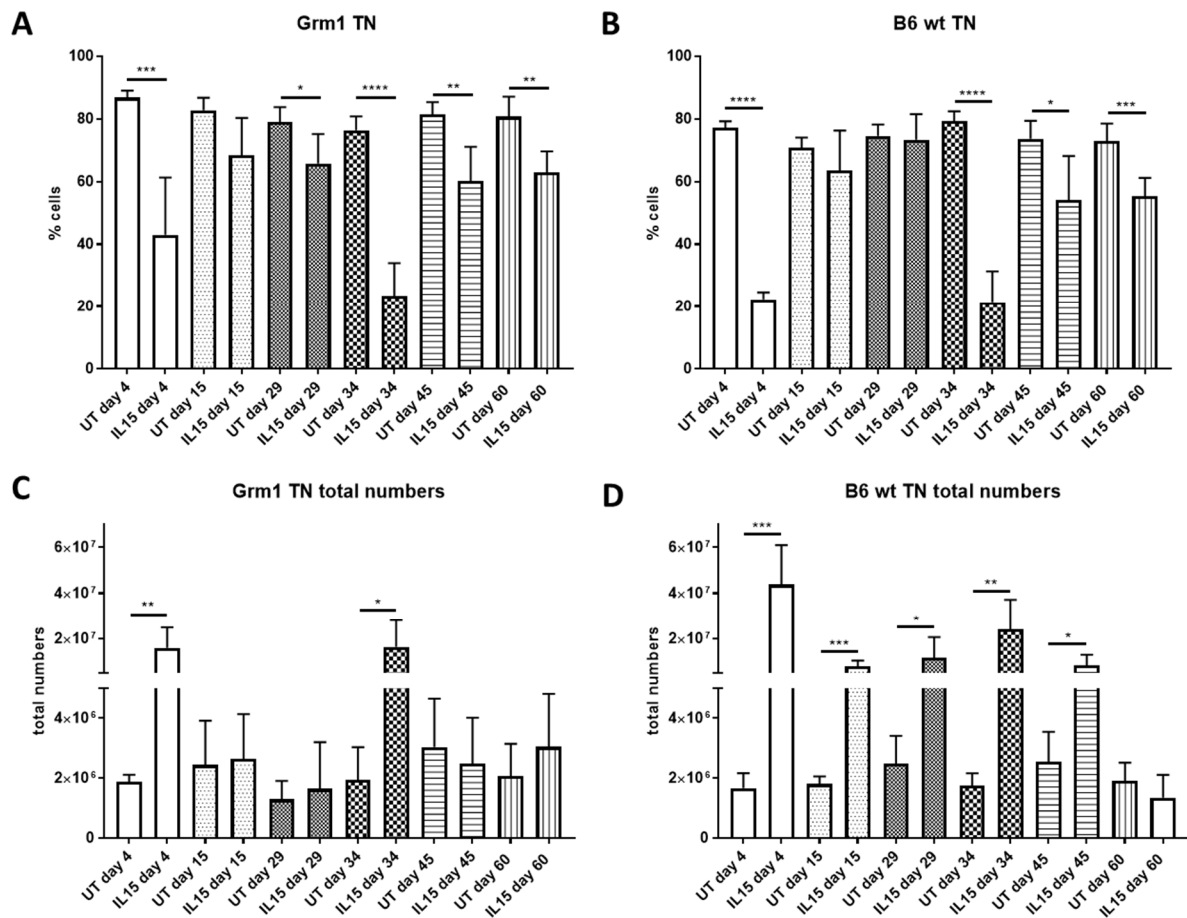 A
Grm1 TN
% cells
100
80
60
40
20
0
***
*
****
**
**
UT day 4
IL15 day 4
UT day 15
IL15 day 15
UT day 29
IL15 day 29
UT day 34
IL15 day 34
UT day 45
IL15 day 45
UT day 60
IL15 day 60
B
B6 wt TN
% cells
100
80
60
40
20
0
****
****
*
***
UT day 4
IL15 day 4
UT day 15
IL15 day 15
UT day 29
IL15 day 29
UT day 34
IL15 day 34
UT day 45
IL15 day 45
UT day 60
IL15 day 60
C
Grm1 TN total numbers
total numbers
6×10⁷
4×10⁷
2×10⁷
4×10⁶
2×10⁶
0
**
*
UT day 4
IL15 day 4
UT day 15
IL15 day 15
UT day 29
IL15 day 29
UT day 34
IL15 day 34
UT day 45
IL15 day 45
UT day 60
IL15 day 60
D
B6 wt TN total numbers
total numbers
6×10⁷
4×10⁷
2×10⁷
4×10⁶
2×10⁶
0
***
***
*
**
*
UT day 4
IL15 day 4
UT day 15
IL15 day 15
UT day 29
IL15 day 29
UT day 34
IL15 day 34
UT day 45
IL15 day 45
UT day 60
IL15 day 60